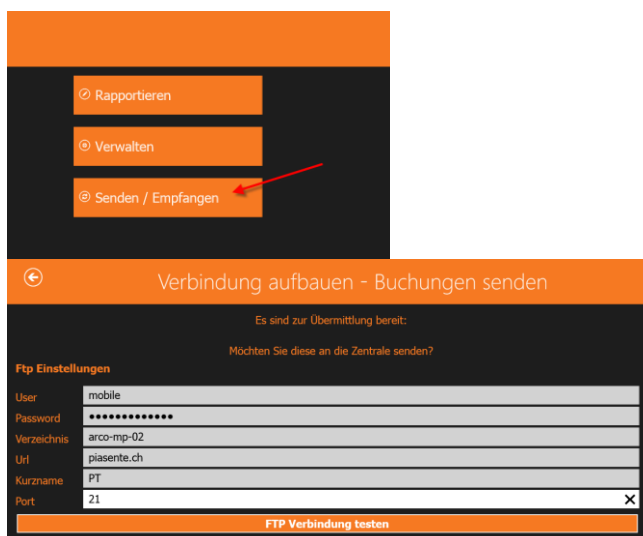 Rapportieren
Verwalten
Senden / Empfangen
Verbindung aufbauen - Buchungen senden
Es sind zur Übermittlung bereit:
Möchten Sie diese an die Zentrale senden?
Ftp Einstellungen
User mobile
Password •••••••••••••
Verzeichnis arco-mp-02
Url piasente.ch
Kurzname PT
Port 21
FTP Verbindung testen